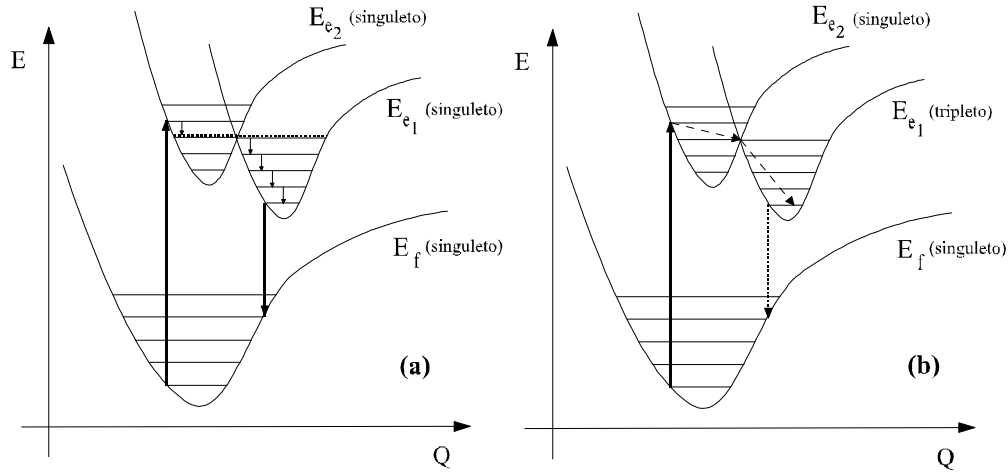 E
E e2 (singuleto)
E e1 (singuleto)
E f (singuleto)
(a)
Q
E
E e2 (singuleto)
E e1 (tripleto)
E f (singuleto)
(b)
Q